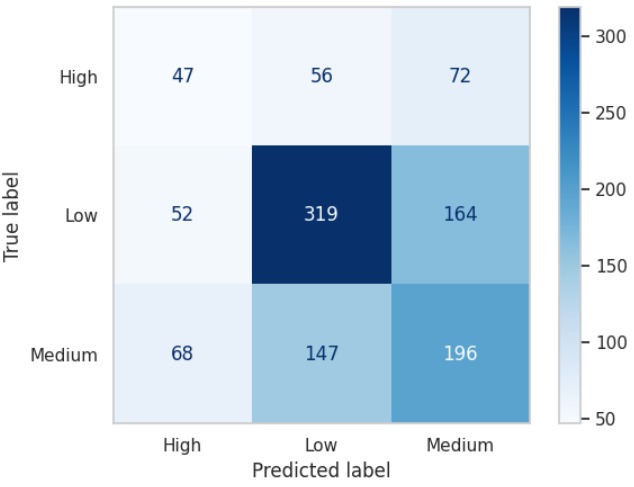 High 47 56 72
Low 52 319 164
Medium 68 147 196
High Low Medium
Predicted label
True label
300
250
200
150
100
50